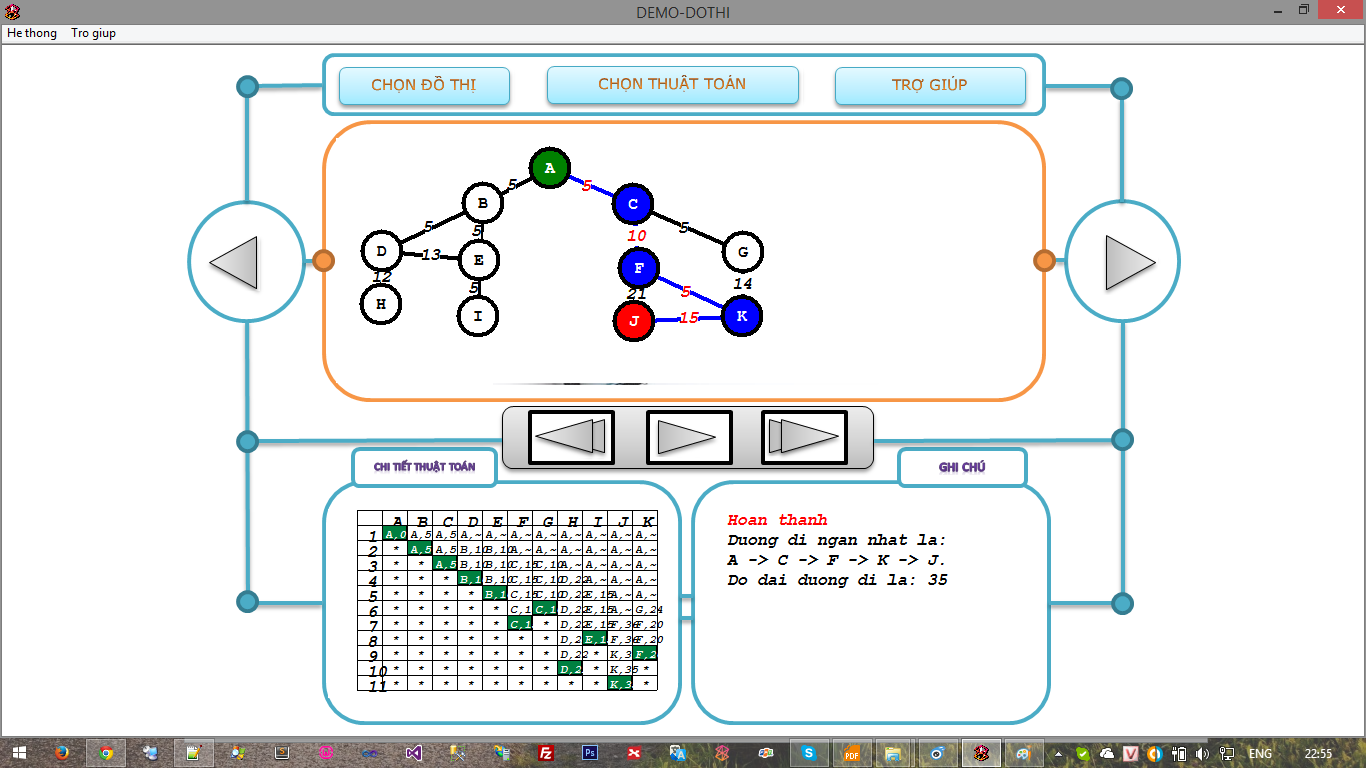 DEMO-DOTHI
He thong Tro giup
CHỌN ĐỒ THỊ CHỌN THUẬT TOÁN TRỢ GIÚP
A
5 5
B C
5 5 10 5
D 13 E F G
12 5 21 5 14
H I J 15 K
CHI TIẾT THUẬT TOÁN GHI CHÚ
A B C D E F G H I J K
1 A,0 A,5 A,5 A,~ A,~ A,~ A,~ A,~ A,~ A,~ A,~
2 * A,5 A,5 B,10 B,10 A,~ A,~ A,~ A,~ A,~ A,~
3 * * A,5 B,10 B,10 C,15 C,10 A,~ A,~ A,~ A,~
4 * * * B,1 B,10 C,15 C,10 D,22 A,~ A,~ A,~
5 * * * * B,1 C,15 C,10 D,22 E,15 A,~ A,~
6 * * * * * C,1 C,1 D,22 E,15 A,~ G,24
7 * * * * * C,1 * D,22 E,15 F,36 F,20
8 * * * * * * * D,2 E,1 F,36 F,20
9 * * * * * * * D,22 * K,3 F,2
10 * * * * * * * D,2 * K,35 *
11 * * * * * * * * * K,3 *
Hoan thanh
Duong di ngan nhat la:
A -> C -> F -> K -> J.
Do dai duong di la: 35
ENG 22:55